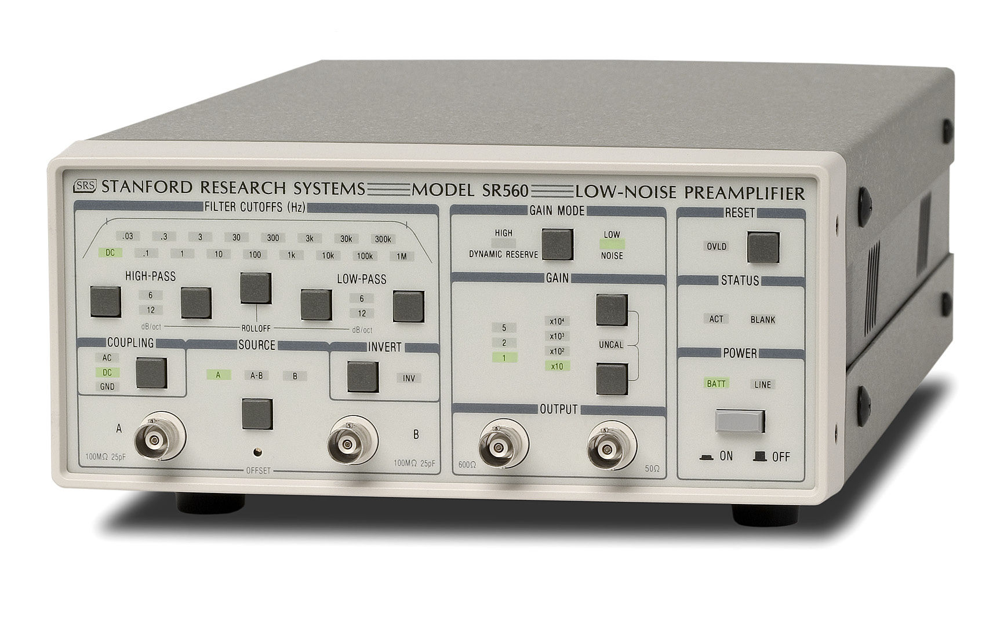 SRS STANFORD RESEARCH SYSTEMS MODEL SR560 LOW-NOISE PREAMPLIFIER
FILTER CUTOFFS (Hz)
.03 .3 3 30 300 3k 30k 300k
DC .1 1 10 100 1k 10k 100k 1M
HIGH-PASS
LOW-PASS
6
12
dB/oct
ROLLOFF
6
12
dB/oct
COUPLING
AC
DC
GND
SOURCE
A A-B B
INVERT
INV
A
100MΩ 25pF
OFFSET
B
100MΩ 25pF
GAIN MODE
HIGH
DYNAMIC RESERVE
LOW
NOISE
GAIN
5
2
1
x10⁴
x10³
x10²
x10
UNCAL
OUTPUT
600Ω
50Ω
RESET
OVLD
STATUS
ACT BLANK
POWER
BATT LINE
ON OFF